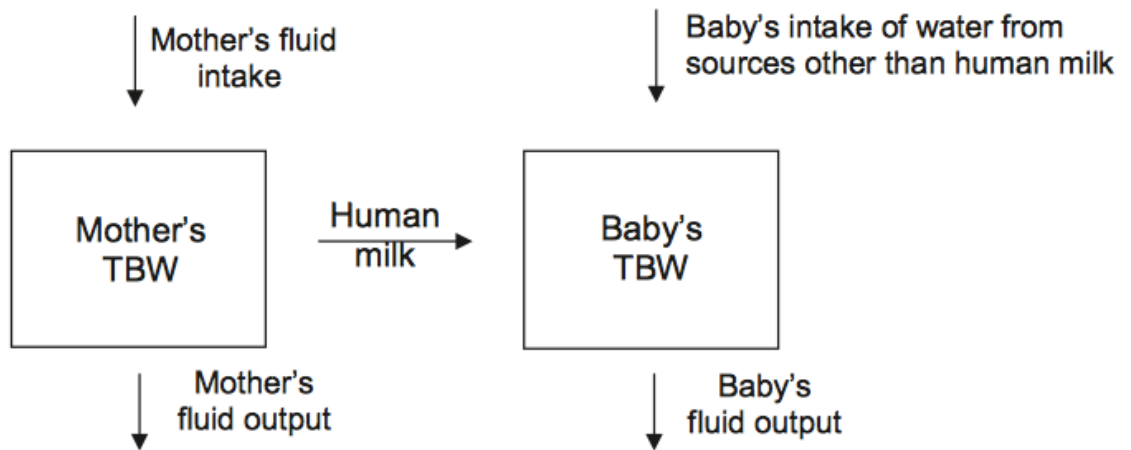 Mother’s fluid
intake
Baby’s intake of water from
sources other than human milk
Mother’s
TBW
Human
milk
Baby’s
TBW
Mother’s
fluid output
Baby’s
fluid output